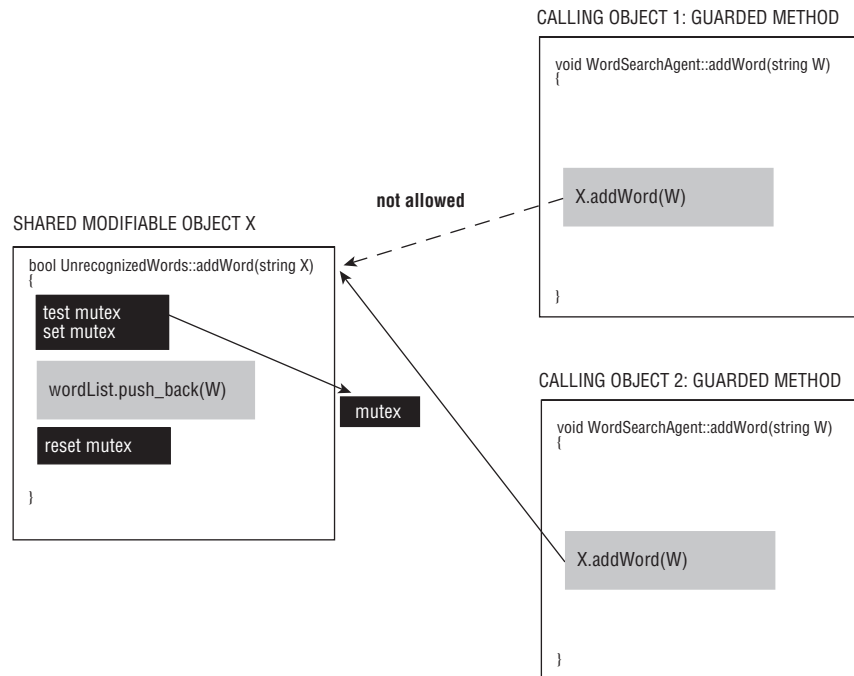 CALLING OBJECT 1: GUARDED METHOD
void WordSearchAgent::addWord(string W)
{
X.addWord(W)
}
not allowed
SHARED MODIFIABLE OBJECT X
bool UnrecognizedWords::addWord(string X)
{
test mutex
set mutex
wordList.push_back(W)
reset mutex
}
mutex
CALLING OBJECT 2: GUARDED METHOD
void WordSearchAgent::addWord(string W)
{
X.addWord(W)
}